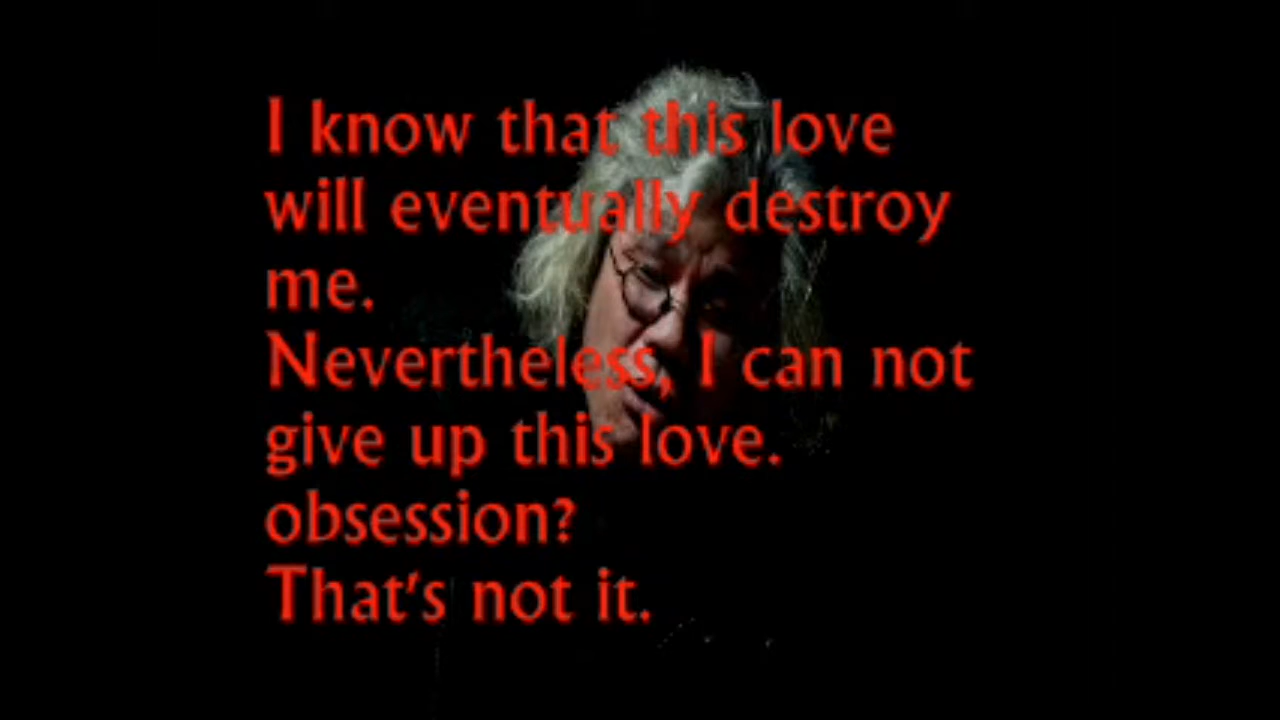 I know that this love
will eventually destroy
me.
Nevertheless, I can not
give up this love.
obsession?
That's not it.